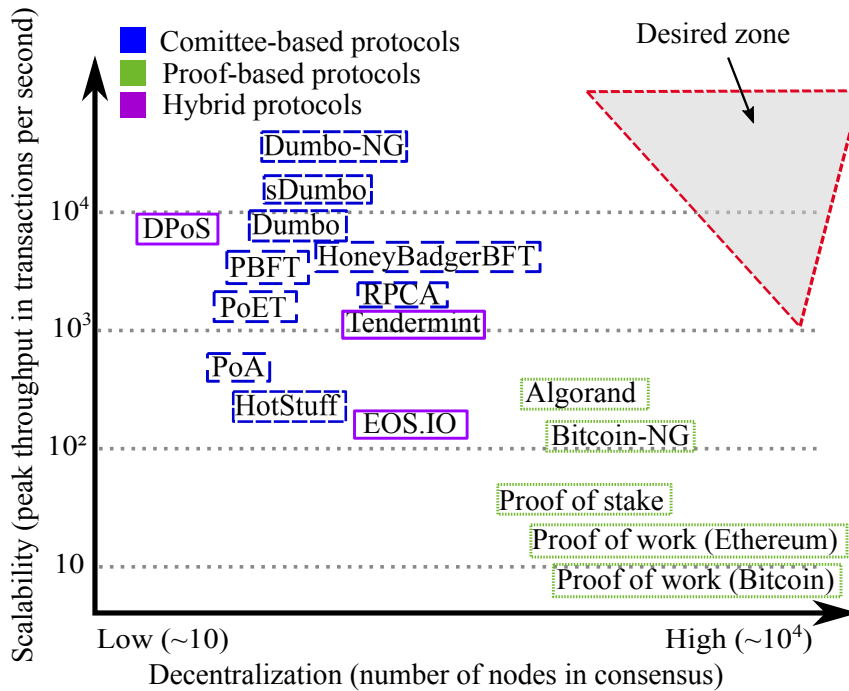 Comittee-based protocols
Proof-based protocols
Hybrid protocols
Desired zone
Scalability (peak throughput in transactions per second)
10⁴
10³
10²
10
Dumbo-NG
sDumbo
DPoS
Dumbo
PBFT
HoneyBadgerBFT
PoET
RPCA
Tendermint
PoA
HotStuff
EOS.IO
Algorand
Bitcoin-NG
Proof of stake
Proof of work (Ethereum)
Proof of work (Bitcoin)
Low (~10)
High (~10⁴)
Decentralization (number of nodes in consensus)